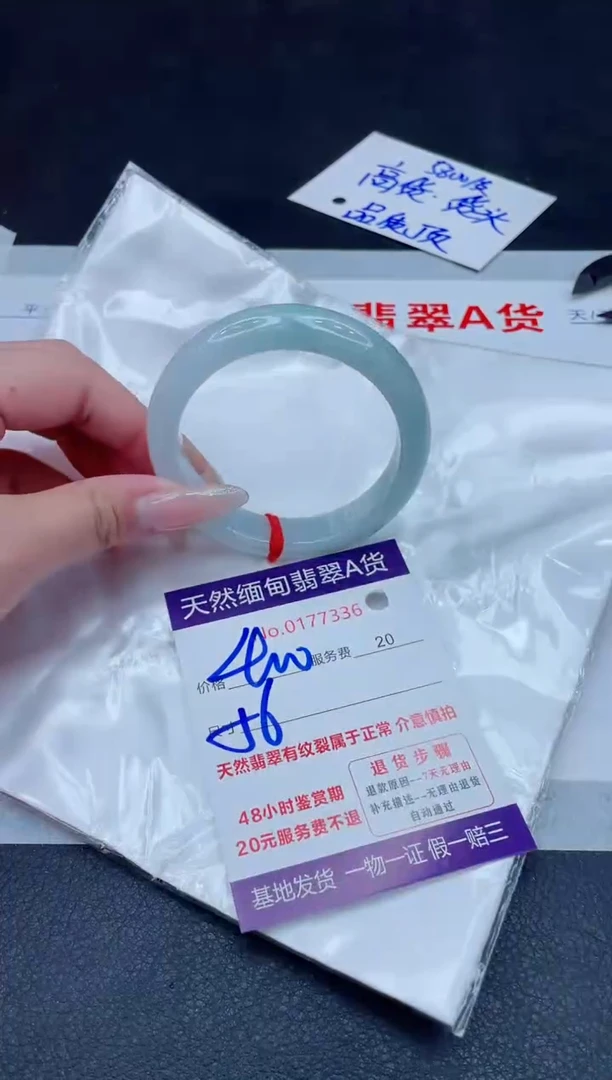 高货
品质顶
翡翠A货
平
天然缅甸翡翠A货
No.0177336
价格 服务费 20
56
天然翡翠有纹裂属于正常 介意慎拍
48小时鉴赏期
20元服务费不退
退货步骤
退款原因--7天无理由
补充描述--无理由退货
自动通过
基地发货 一物一证 假一赔三